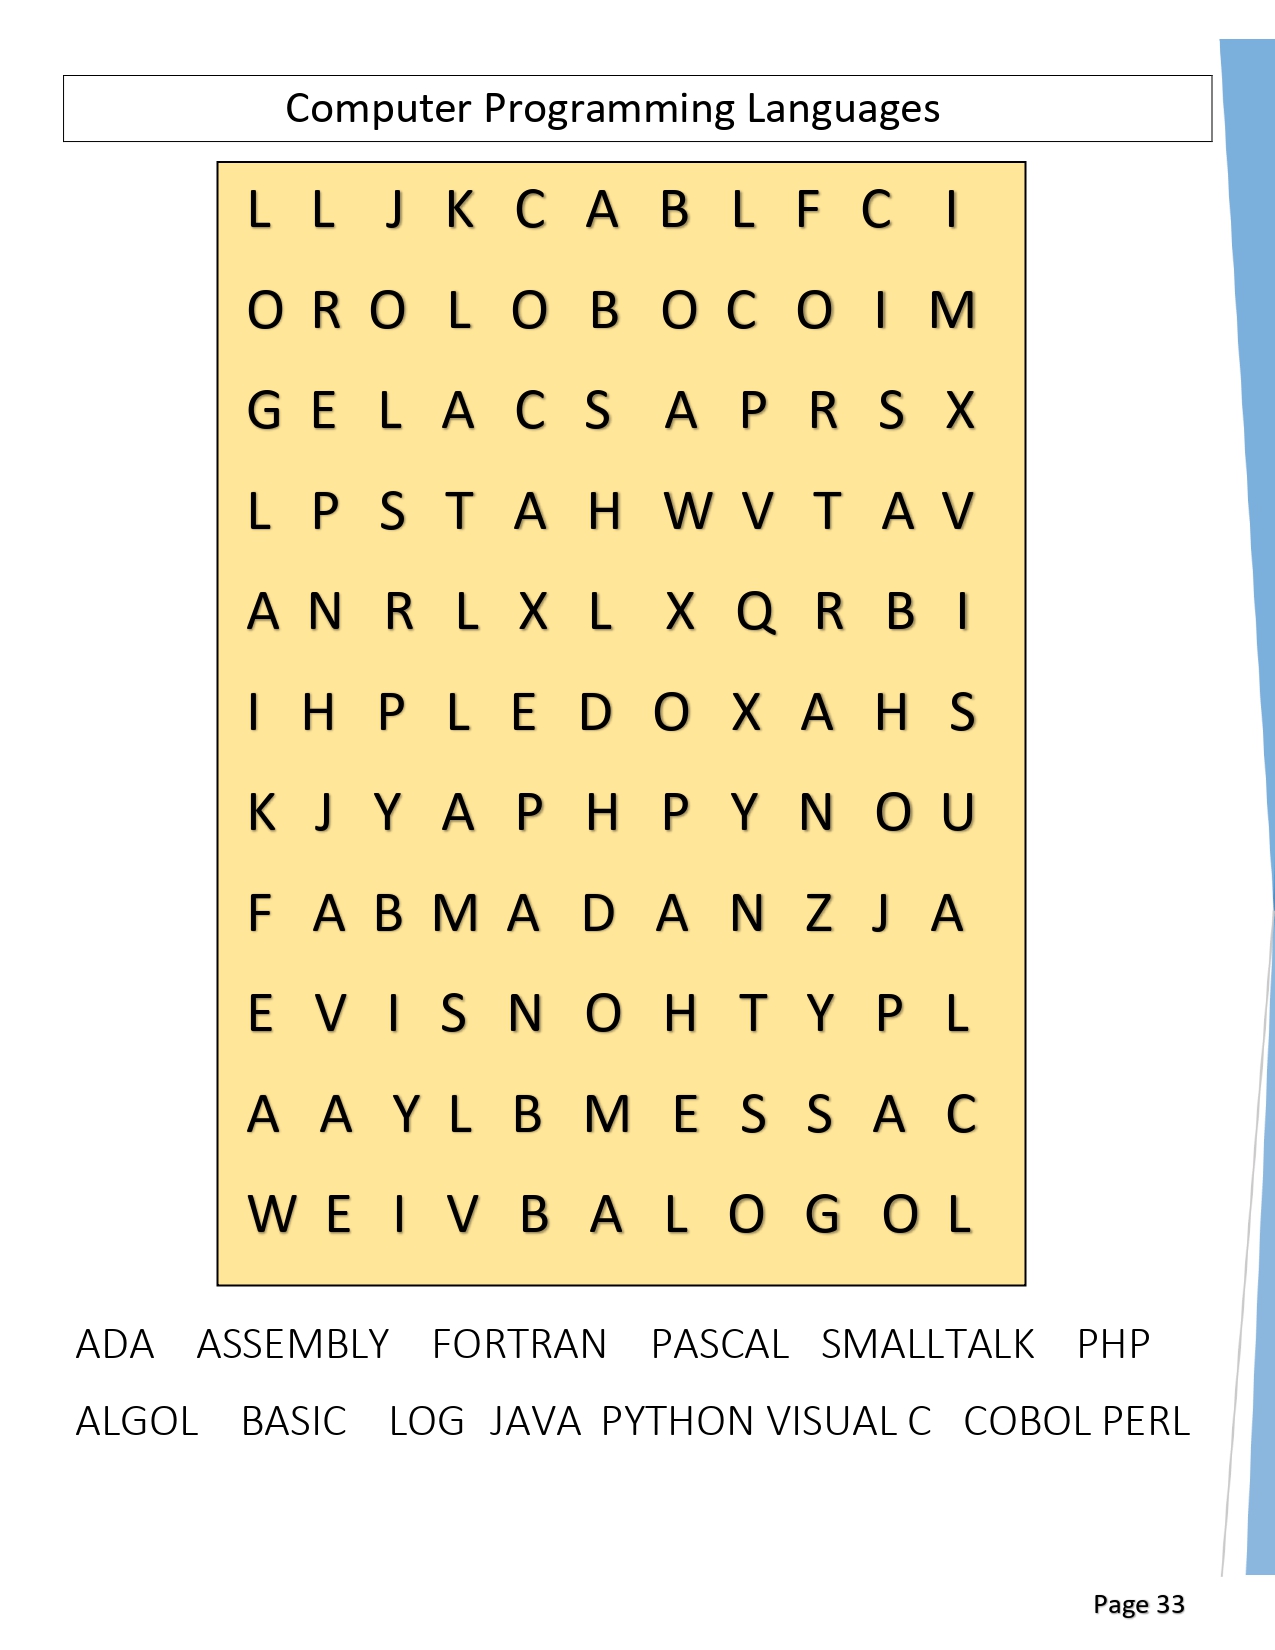 Computer Programming Languages
L L J K C A B L F C I
O R O L O B O C O I M
G E L A C S A P R S X
L P S T A H W V T A V
A N R L X L X Q R B I
I H P L E D O X A H S
K J Y A P H P Y N O U
F A B M A D A N Z J A
E V I S N O H T Y P L
A A Y L B M E S S A C
W E I V B A L O G O L
ADA ASSEMBLY FORTRAN PASCAL SMALLTALK PHP
ALGOL BASIC LOG JAVA PYTHON VISUAL C COBOL PERL
Page 33